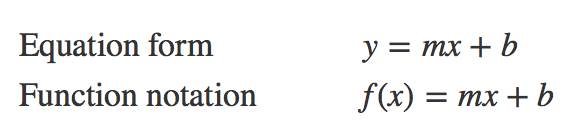 Equation form y = mx + b
Function notation f(x) = mx + b